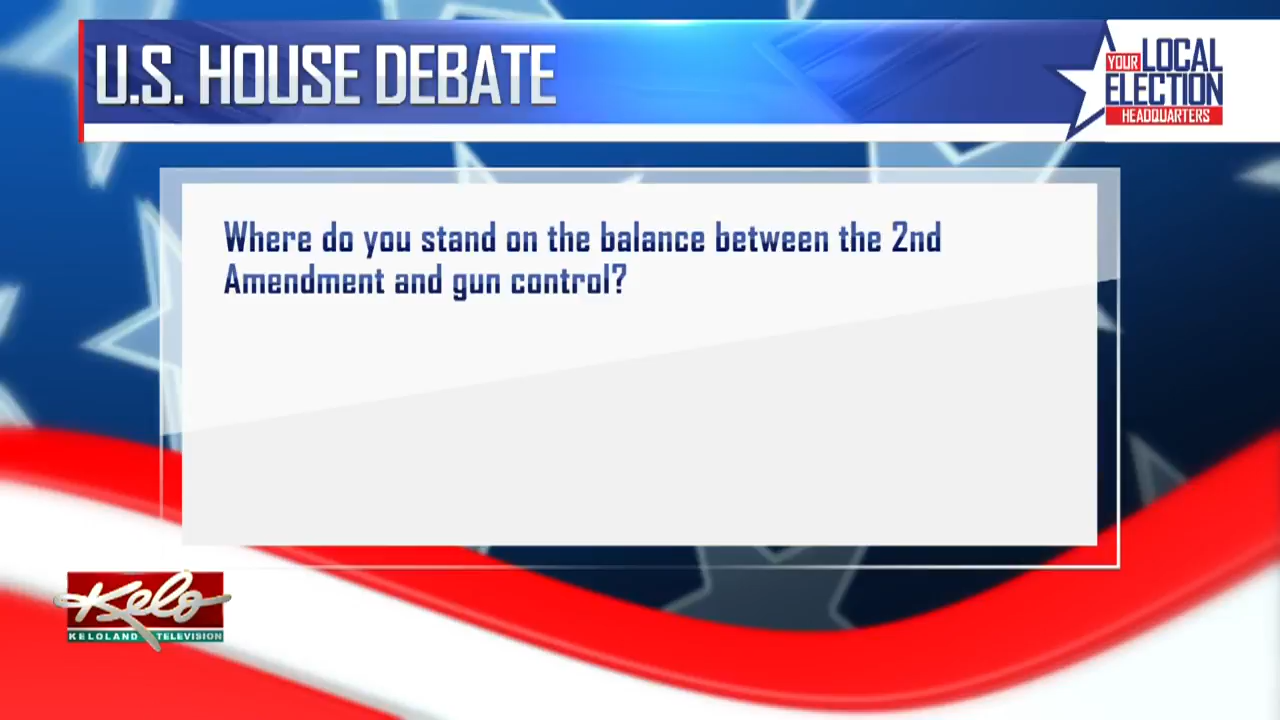 U.S. HOUSE DEBATE
YOUR LOCAL
ELECTION
HEADQUARTERS
Where do you stand on the balance between the 2nd
Amendment and gun control?
Kelo
KELOLAND TELEVISION